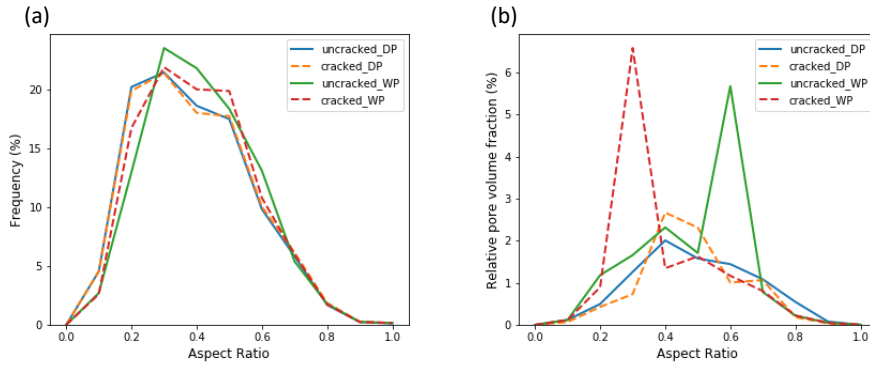 (a)
uncracked_DP
cracked_DP
uncracked_WP
cracked_WP
Frequency (%)
20
15
10
5
0
0.0 0.2 0.4 0.6 0.8 1.0
Aspect Ratio
(b)
uncracked_DP
cracked_DP
uncracked_WP
cracked_WP
Relative pore volume fraction (%)
6
5
4
3
2
1
0
0.0 0.2 0.4 0.6 0.8 1.0
Aspect Ratio